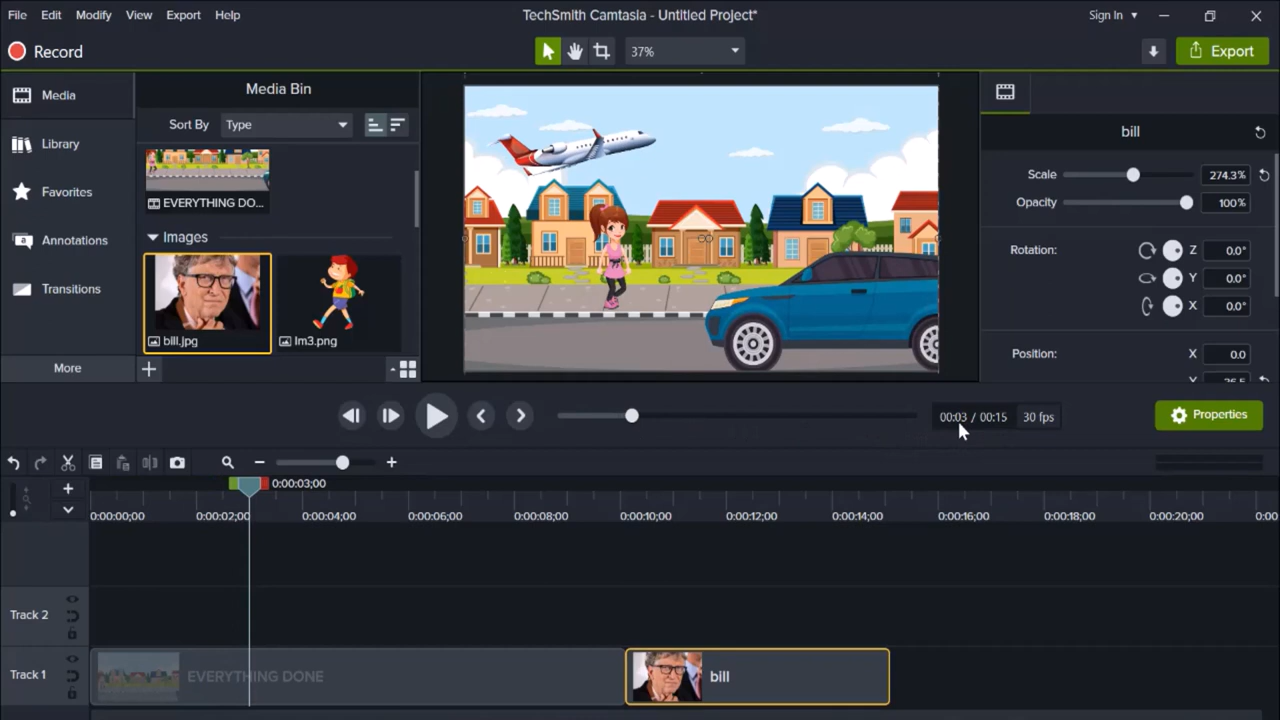 File Edit Modify View Export Help
TechSmith Camtasia - Untitled Project*
Sign In
Record
37%
Export
Media
Library
Favorites
Annotations
Transitions
More
Media Bin
Sort By Type
EVERYTHING DO...
Images
bill.jpg
Im3.png
bill
Scale 274.3%
Opacity 100%
Rotation: Z 0.0°
Y 0.0°
X 0.0°
Position: X 0.0
00:03 / 00:15 30 fps
Properties
0:00:03;00
0:00:00;00 0:00:02;00 0:00:04;00 0:00:06;00 0:00:08;00 0:00:10;00 0:00:12;00 0:00:14;00 0:00:16;00 0:00:18;00 0:00:20;00 0:00
Track 2
Track 1
EVERYTHING DONE
bill